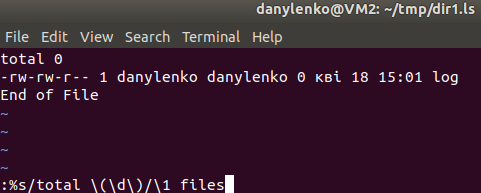 danylenko@VM2: ~/tmp/dir1.ls
File Edit View Search Terminal Help
total 0
-rw-rw-r-- 1 danylenko danylenko 0 кві 18 15:01 log
End of File
~
~
~
~
:%s/total \(\d\)/\1 files